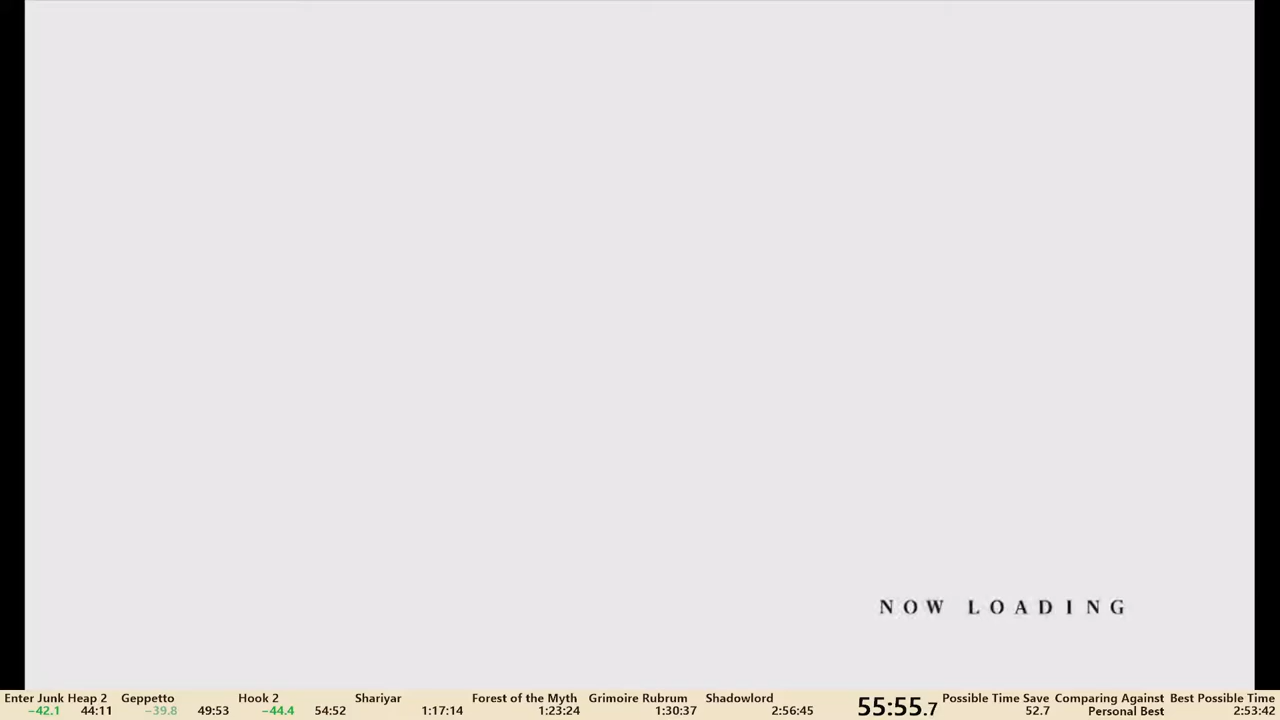 NOW LOADING
Enter Junk Heap 2 Geppetto Hook 2 Shariyar Forest of the Myth Grimoire Rubrum Shadowlord 55:55.7 Possible Time Save Comparing Against Best Possible Time
−42.1 44:11 −39.8 49:53 −44.4 54:52 1:17:14 1:23:24 1:30:37 2:56:45 52.7 Personal Best 2:53:42